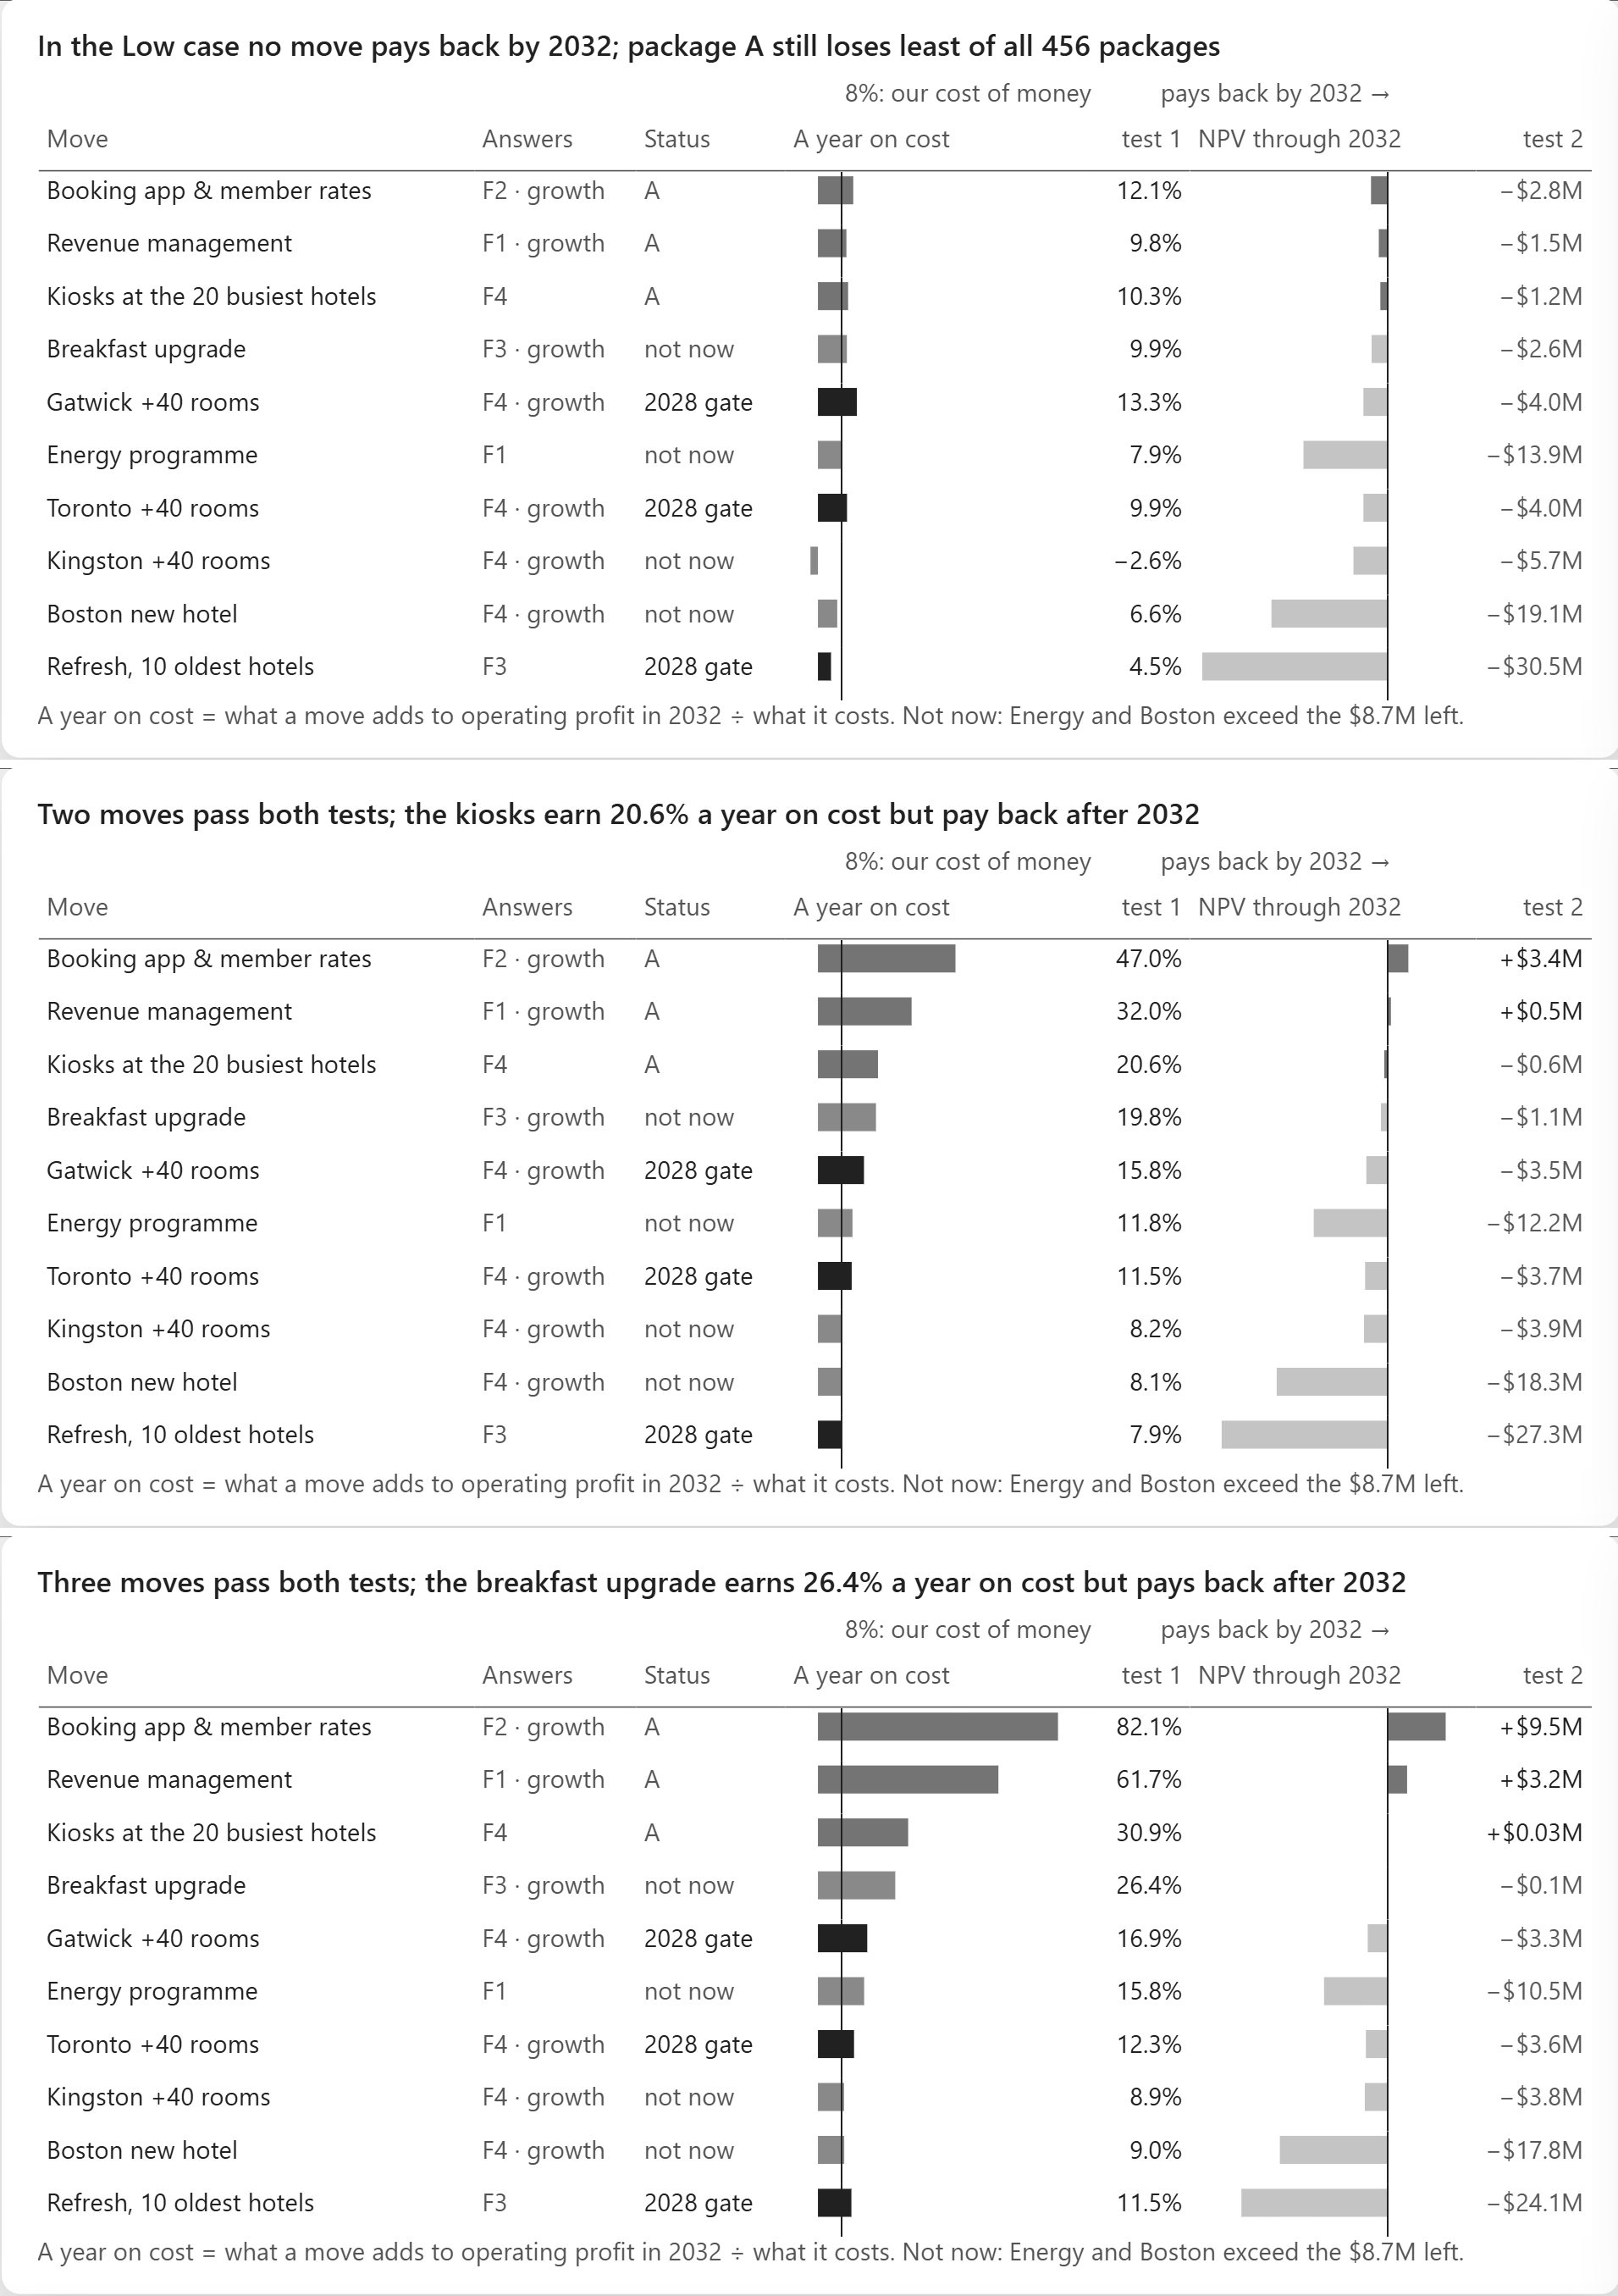 In the Low case no move pays back by 2032; package A still loses least of all 456 packages
8%: our cost of money pays back by 2032 →
Move Answers Status A year on cost test 1 NPV through 2032 test 2
Booking app & member rates F2 · growth A 12.1% −$2.8M
Revenue management F1 · growth A 9.8% −$1.5M
Kiosks at the 20 busiest hotels F4 A 10.3% −$1.2M
Breakfast upgrade F3 · growth not now 9.9% −$2.6M
Gatwick +40 rooms F4 · growth 2028 gate 13.3% −$4.0M
Energy programme F1 not now 7.9% −$13.9M
Toronto +40 rooms F4 · growth 2028 gate 9.9% −$4.0M
Kingston +40 rooms F4 · growth not now −2.6% −$5.7M
Boston new hotel F4 · growth not now 6.6% −$19.1M
Refresh, 10 oldest hotels F3 2028 gate 4.5% −$30.5M
A year on cost = what a move adds to operating profit in 2032 ÷ what it costs. Not now: Energy and Boston exceed the $8.7M left.
Two moves pass both tests; the kiosks earn 20.6% a year on cost but pay back after 2032
8%: our cost of money pays back by 2032 →
Move Answers Status A year on cost test 1 NPV through 2032 test 2
Booking app & member rates F2 · growth A 47.0% +$3.4M
Revenue management F1 · growth A 32.0% +$0.5M
Kiosks at the 20 busiest hotels F4 A 20.6% −$0.6M
Breakfast upgrade F3 · growth not now 19.8% −$1.1M
Gatwick +40 rooms F4 · growth 2028 gate 15.8% −$3.5M
Energy programme F1 not now 11.8% −$12.2M
Toronto +40 rooms F4 · growth 2028 gate 11.5% −$3.7M
Kingston +40 rooms F4 · growth not now 8.2% −$3.9M
Boston new hotel F4 · growth not now 8.1% −$18.3M
Refresh, 10 oldest hotels F3 2028 gate 7.9% −$27.3M
A year on cost = what a move adds to operating profit in 2032 ÷ what it costs. Not now: Energy and Boston exceed the $8.7M left.
Three moves pass both tests; the breakfast upgrade earns 26.4% a year on cost but pays back after 2032
8%: our cost of money pays back by 2032 →
Move Answers Status A year on cost test 1 NPV through 2032 test 2
Booking app & member rates F2 · growth A 82.1% +$9.5M
Revenue management F1 · growth A 61.7% +$3.2M
Kiosks at the 20 busiest hotels F4 A 30.9% +$0.03M
Breakfast upgrade F3 · growth not now 26.4% −$0.1M
Gatwick +40 rooms F4 · growth 2028 gate 16.9% −$3.3M
Energy programme F1 not now 15.8% −$10.5M
Toronto +40 rooms F4 · growth 2028 gate 12.3% −$3.6M
Kingston +40 rooms F4 · growth not now 8.9% −$3.8M
Boston new hotel F4 · growth not now 9.0% −$17.8M
Refresh, 10 oldest hotels F3 2028 gate 11.5% −$24.1M
A year on cost = what a move adds to operating profit in 2032 ÷ what it costs. Not now: Energy and Boston exceed the $8.7M left.